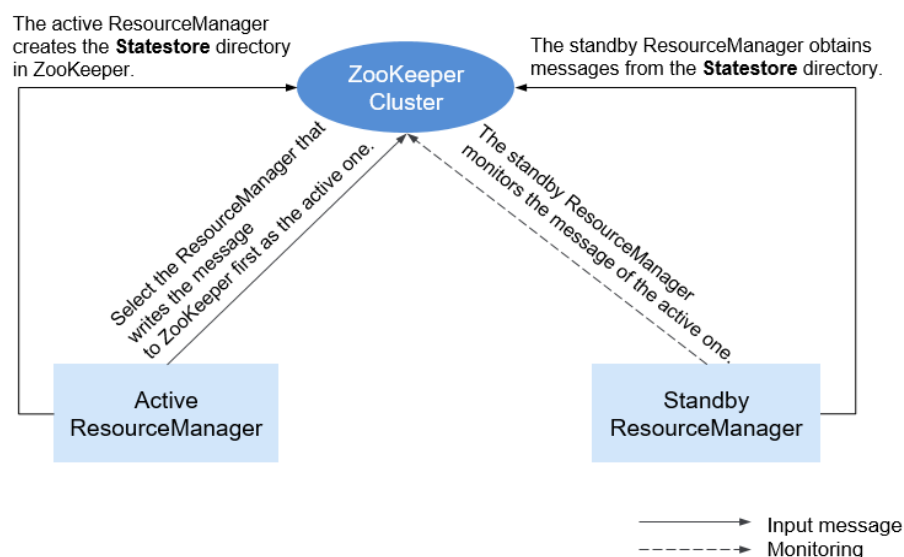 The active ResourceManager
creates the Statestore directory
in ZooKeeper.
The standby ResourceManager obtains
messages from the Statestore directory.
ZooKeeper
Cluster
Select the ResourceManager that
writes the message
to ZooKeeper first as the active one.
The standby ResourceManager
monitors the message of the active one.
Active
ResourceManager
Standby
ResourceManager
Input message
Monitoring